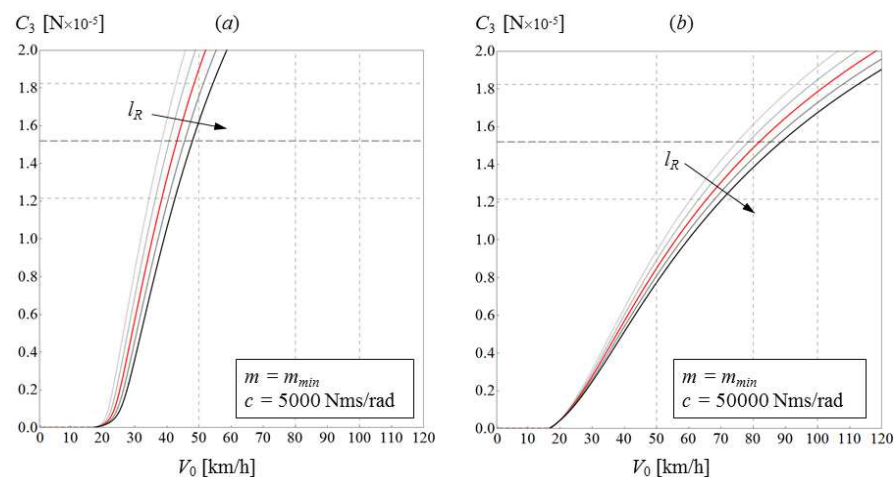 C₃ [N×10⁻⁵] (a)
2.0
1.8
1.6
1.4
1.2
1.0
0.8
0.6
0.4
0.2
0.0
l_R
m = m_min
c = 5000 Nms/rad
0 10 20 30 40 50 60 70 80 90 100 110 120
V₀ [km/h]
C₃ [N×10⁻⁵] (b)
2.0
1.8
1.6
1.4
1.2
1.0
0.8
0.6
0.4
0.2
0.0
l_R
m = m_min
c = 50000 Nms/rad
0 10 20 30 40 50 60 70 80 90 100 110 120
V₀ [km/h]